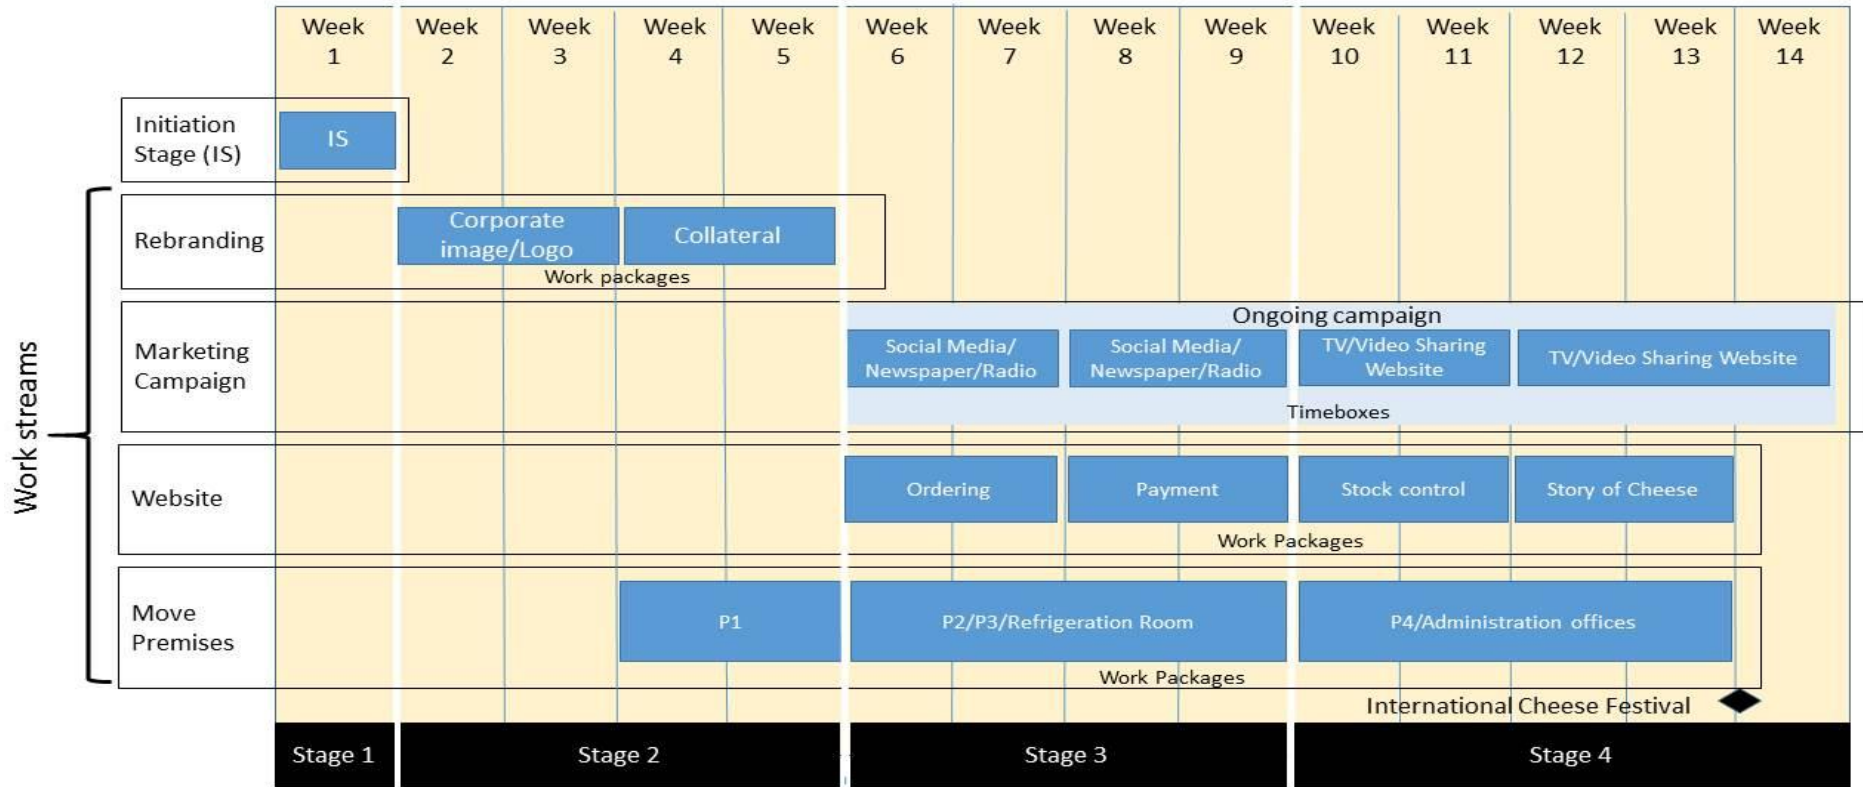 Week
1
Week
2
Week
3
Week
4
Week
5
Week
6
Week
7
Week
8
Week
9
Week
10
Week
11
Week
12
Week
13
Week
14
Work streams
Initiation
Stage (IS)
IS
Rebranding
Corporate
image/Logo
Collateral
Work packages
Marketing
Campaign
Ongoing campaign
Social Media/
Newspaper/Radio
Social Media/
Newspaper/Radio
TV/Video Sharing
Website
TV/Video Sharing Website
Timeboxes
Website
Ordering
Payment
Stock control
Story of Cheese
Work Packages
Move
Premises
P1
P2/P3/Refrigeration Room
P4/Administration offices
Work Packages
International Cheese Festival
Stage 1
Stage 2
Stage 3
Stage 4